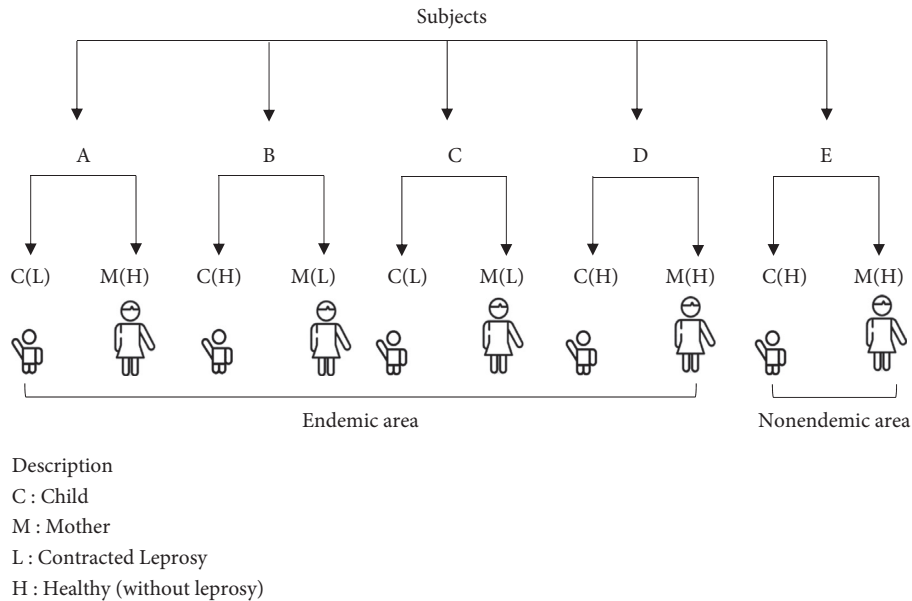 Subjects
A B C D E
C(L) M(H) C(H) M(L) C(L) M(L) C(H) M(H) C(H) M(H)
Endemic area Nonendemic area
Description
C : Child
M : Mother
L : Contracted Leprosy
H : Healthy (without leprosy)